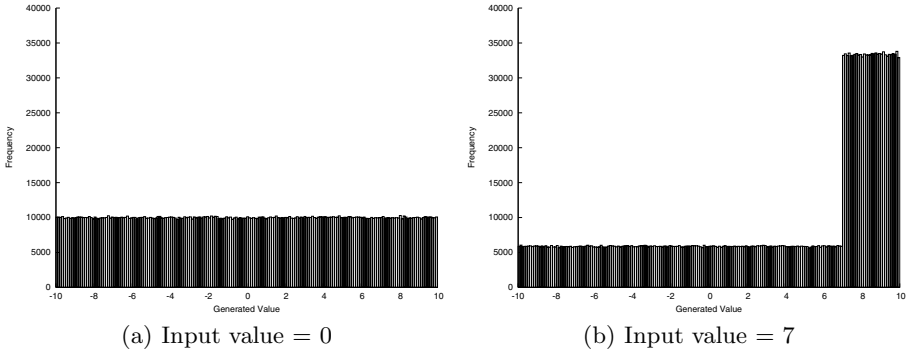 40000
35000
30000
25000
20000
15000
10000
5000
0
Frequency
-10 -8 -6 -4 -2 0 2 4 6 8 10
Generated Value
(a) Input value = 0
40000
35000
30000
25000
20000
15000
10000
5000
0
Frequency
-10 -8 -6 -4 -2 0 2 4 6 8 10
Generated Value
(b) Input value = 7